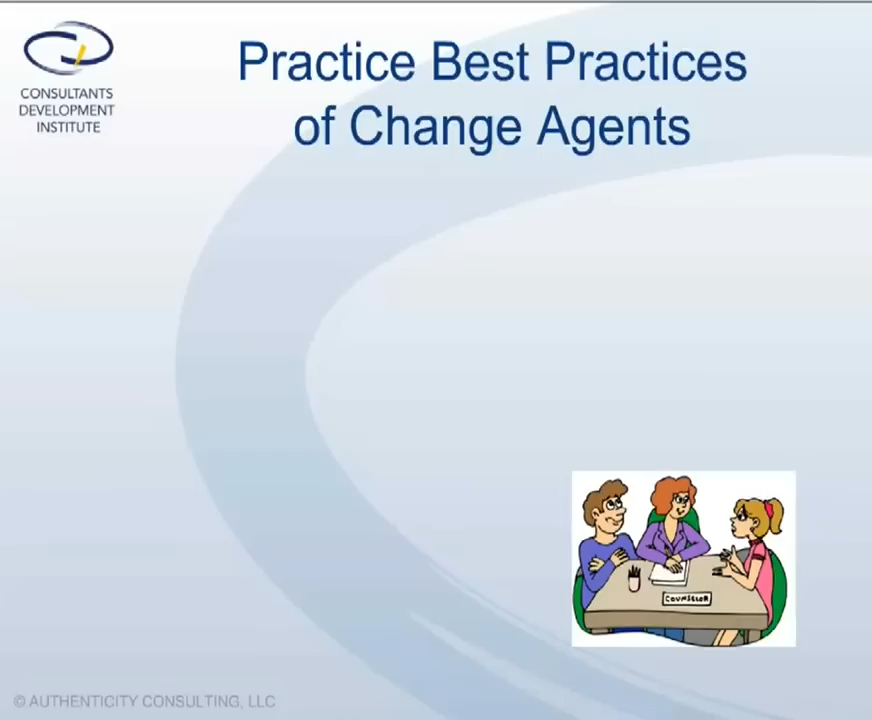 CONSULTANTS
DEVELOPMENT
INSTITUTE
Practice Best Practices
of Change Agents
COUNSELOR
© AUTHENTICITY CONSULTING, LLC